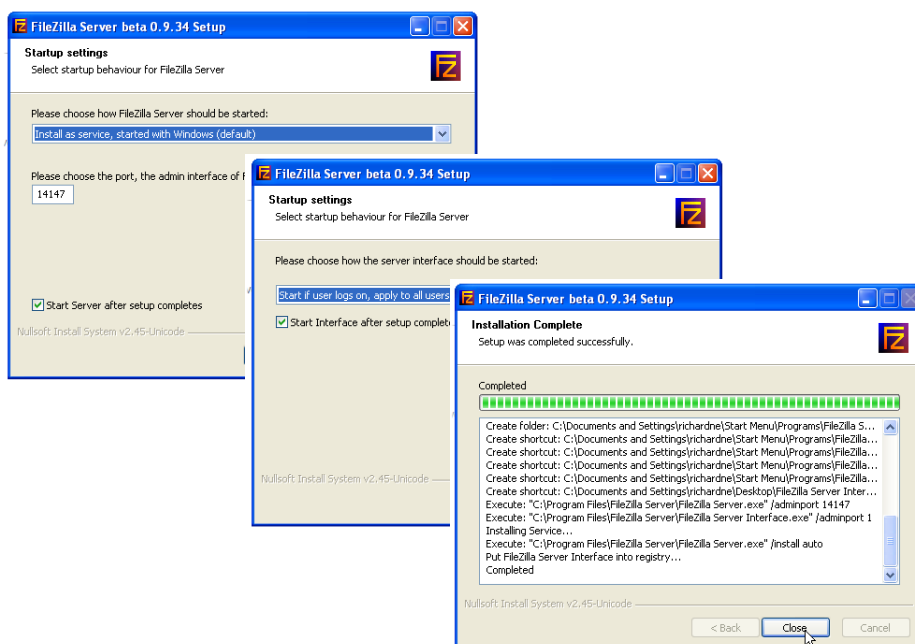 FileZilla Server beta 0.9.34 Setup
Startup settings
Select startup behaviour for FileZilla Server
Please choose how FileZilla Server should be started:
Install as service, started with Windows (default)
Please choose the port, the admin interface of
14147
Start Server after setup completes
Nullsoft Install System v2.45-Unicode
FileZilla Server beta 0.9.34 Setup
Startup settings
Select startup behaviour for FileZilla Server
Please choose how the server interface should be started:
Start if user logs on, apply to all users
Start Interface after setup complet
Nullsoft Install System v2.45-Unicode
FileZilla Server beta 0.9.34 Setup
Installation Complete
Setup was completed successfully.
Completed
Create folder: C:\Documents and Settings\richardne\Start Menu\Programs\FileZilla S...
Create shortcut: C:\Documents and Settings\richardne\Start Menu\Programs\FileZilla...
Create shortcut: C:\Documents and Settings\richardne\Start Menu\Programs\FileZilla...
Create shortcut: C:\Documents and Settings\richardne\Start Menu\Programs\FileZilla...
Create shortcut: C:\Documents and Settings\richardne\Start Menu\Programs\FileZilla...
Create shortcut: C:\Documents and Settings\richardne\Desktop\FileZilla Server Inter...
Execute: "C:\Program Files\FileZilla Server\FileZilla Server.exe" /adminport 14147
Execute: "C:\Program Files\FileZilla Server\FileZilla Server Interface.exe" /adminport 1
Installing Service...
Execute: "C:\Program Files\FileZilla Server\FileZilla Server.exe" /install auto
Put FileZilla Server Interface into registry...
Completed
Nullsoft Install System v2.45-Unicode
< Back
Close
Cancel